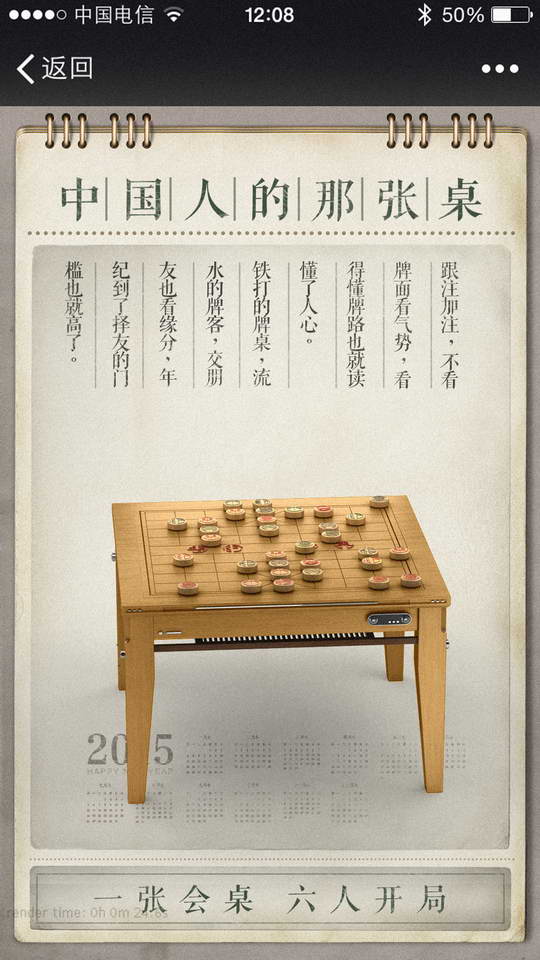 中国电信
12:08
50%
返回
中国人的那张桌
跟注加注，不看
牌面看气势，看
得懂牌路也就读
懂了人心。
铁打的牌桌，流
水的牌客，交朋
友也看缘分，年
纪到了择友的门
槛也就高了。
2015
HAPPY NEW YEAR
一张会桌 六人开局
render time: 0h 0m 24.6s